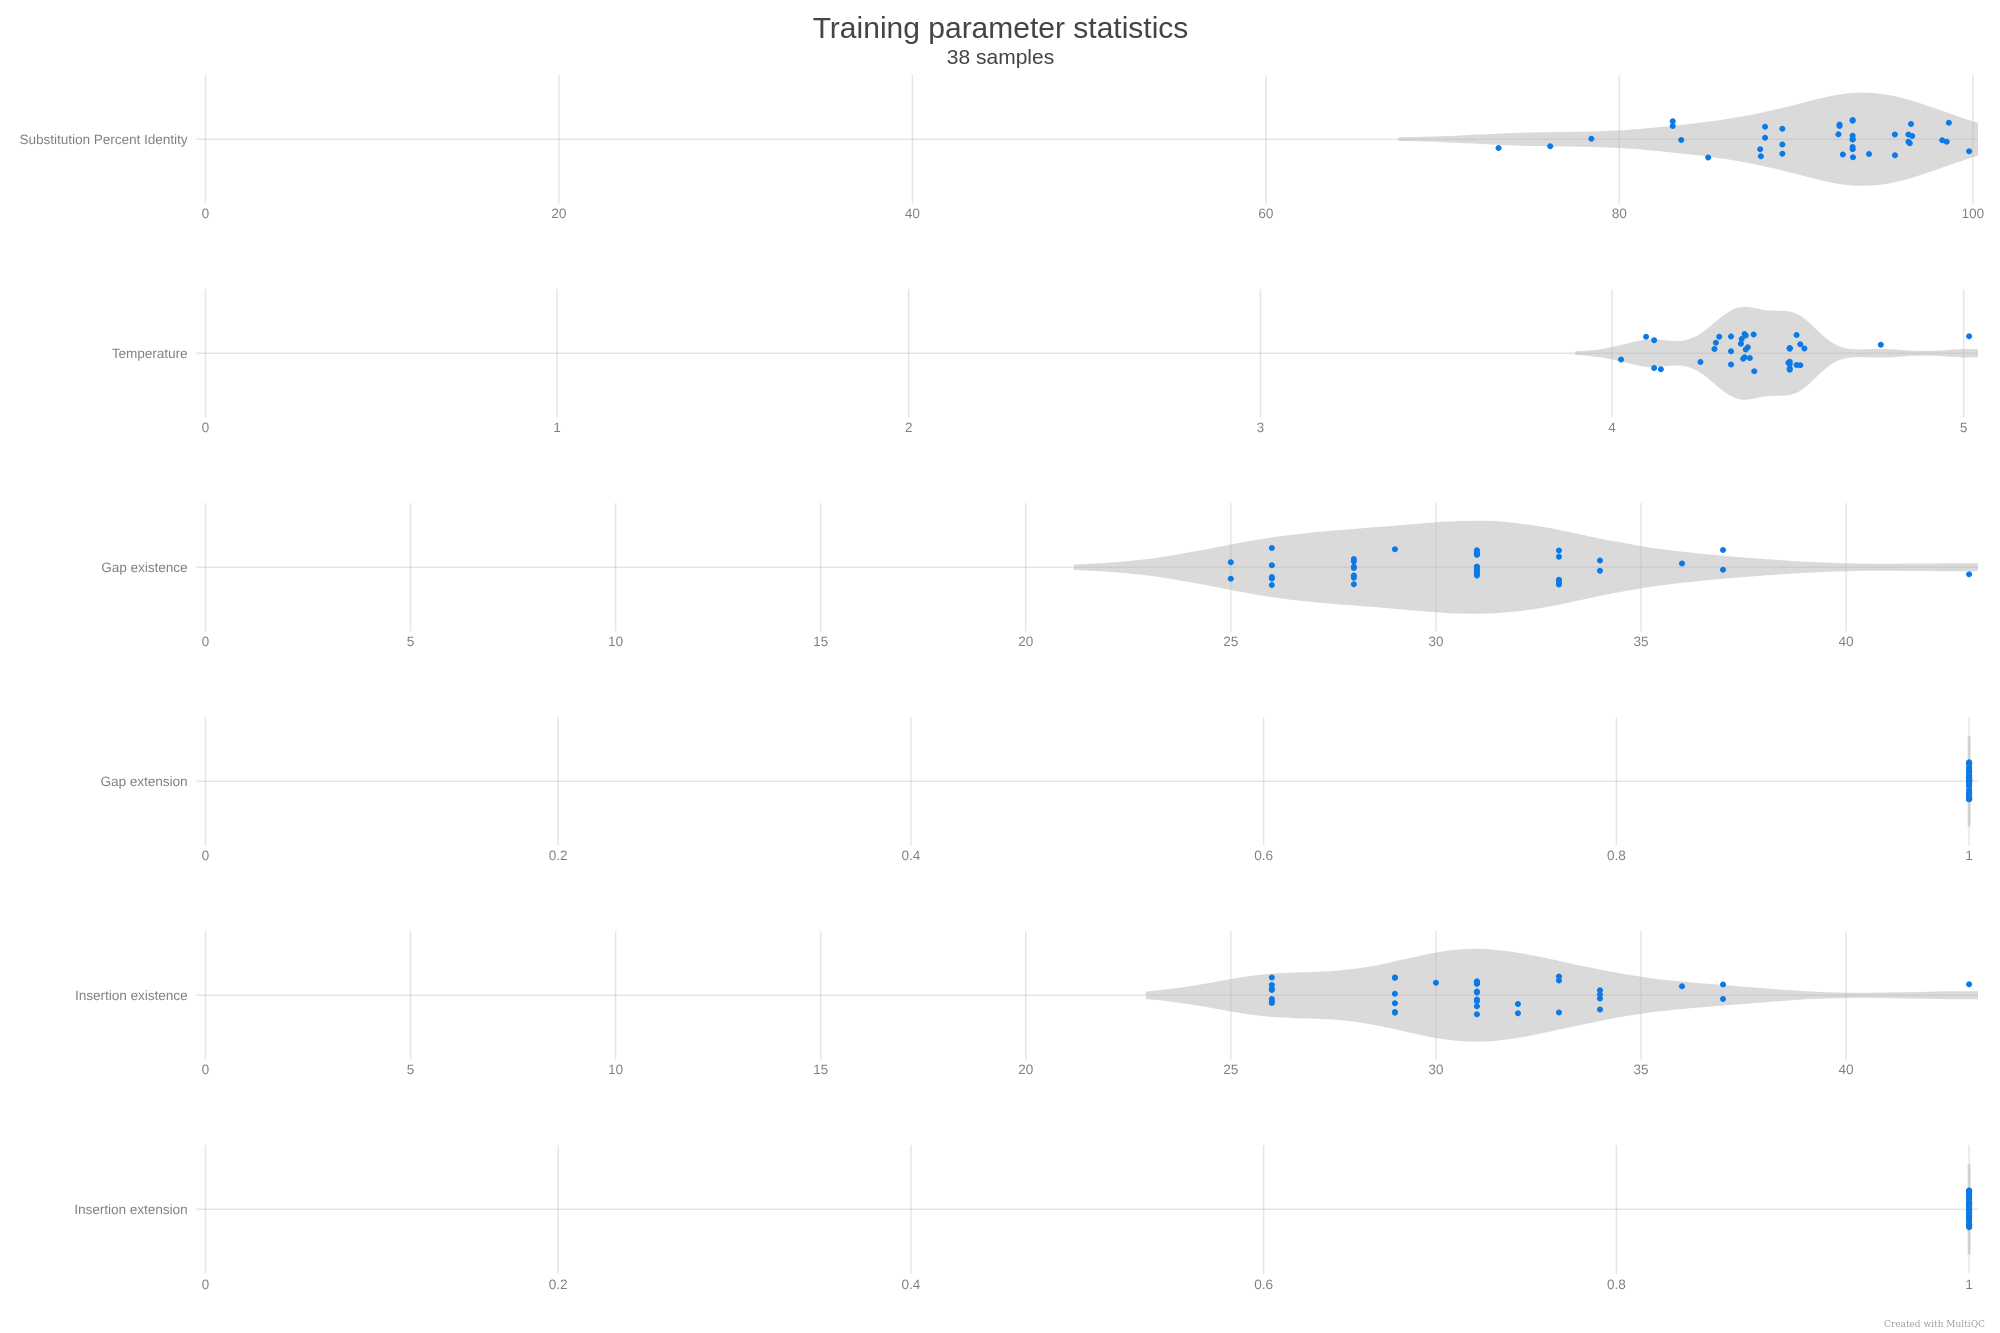 Training parameter statistics
38 samples
Substitution Percent Identity
0 20 40 60 80 100
Temperature
0 1 2 3 4 5
Gap existence
0 5 10 15 20 25 30 35 40
Gap extension
0 0.2 0.4 0.6 0.8 1
Insertion existence
0 5 10 15 20 25 30 35 40
Insertion extension
0 0.2 0.4 0.6 0.8 1
Created with MultiQC